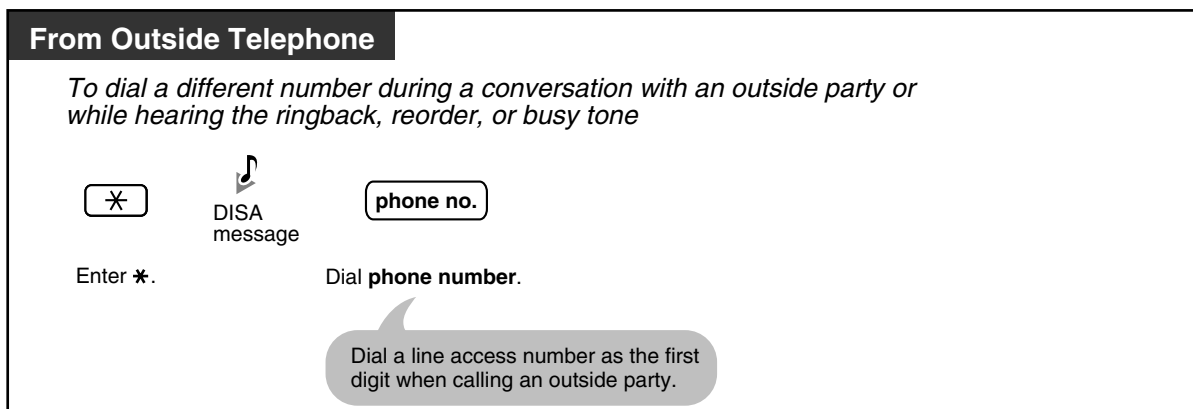 From Outside Telephone
To dial a different number during a conversation with an outside party or
while hearing the ringback, reorder, or busy tone
phone no.
DISA
message
Enter *.
Dial phone number.
Dial a line access number as the first
digit when calling an outside party.